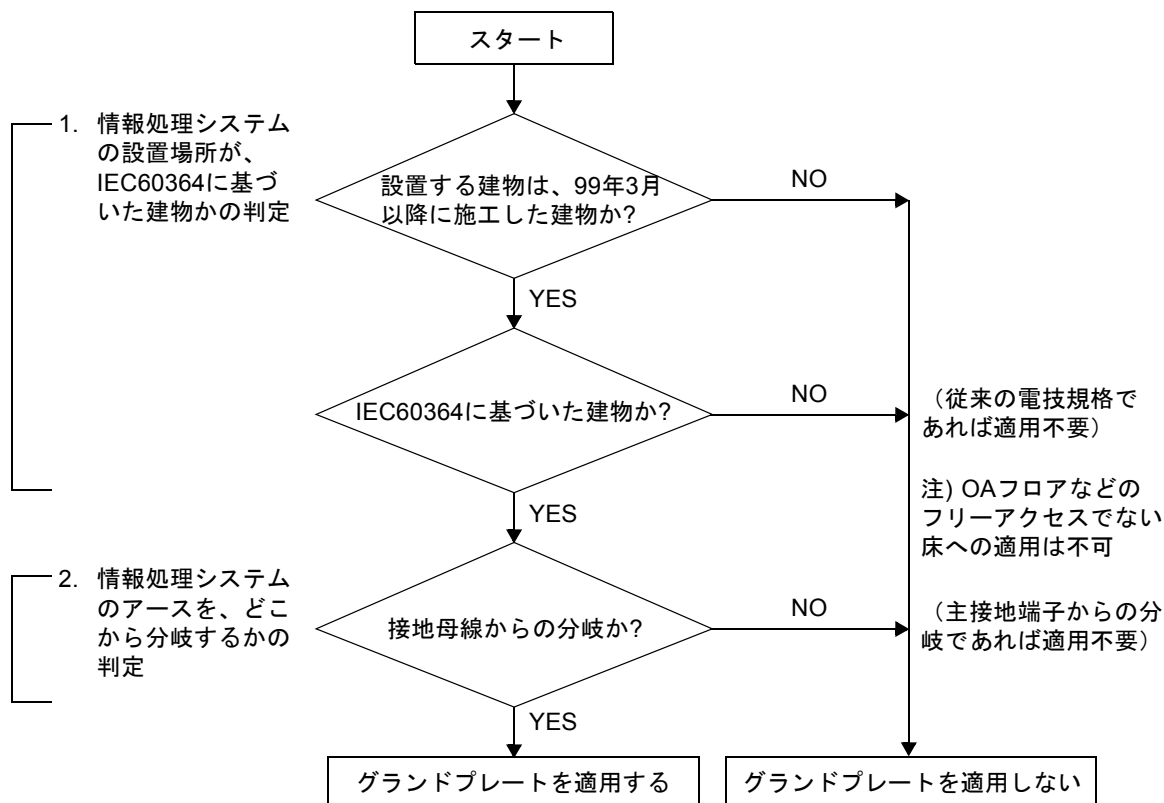 スタート
1. 情報処理システム
の設置場所が、
IEC60364に基づ
いた建物かの判定
設置する建物は、99年3月
以降に施工した建物か?
NO
YES
IEC60364に基づいた建物か?
NO
（従来の電技規格で
あれば適用不要）
注) OAフロアなどの
フリーアクセスでない
床への適用は不可
YES
2. 情報処理システム
のアースを、どこ
から分岐するかの
判定
接地母線からの分岐か?
NO
（主接地端子からの分
岐であれば適用不要）
YES
グランドプレートを適用する
グランドプレートを適用しない